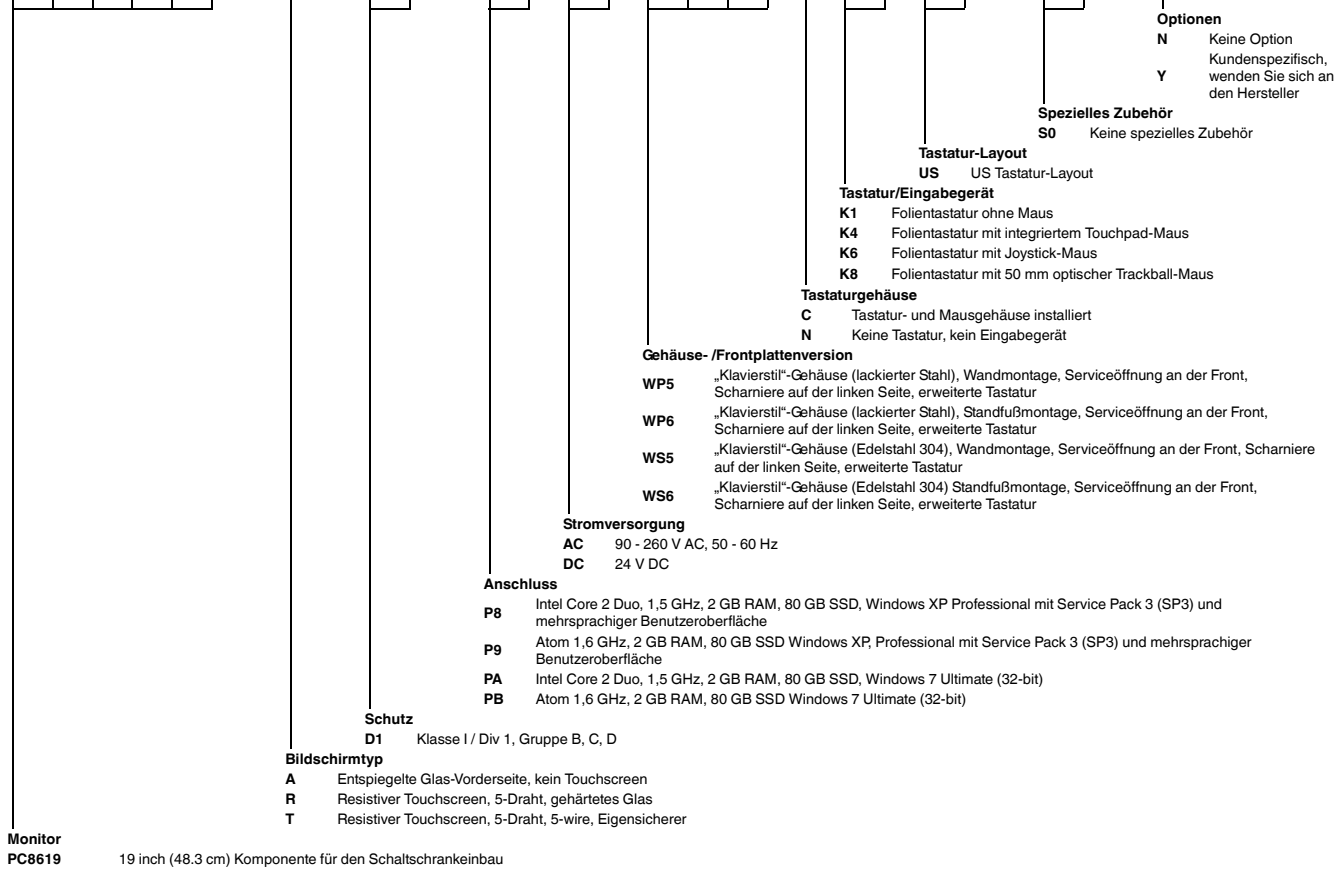 Optionen
N Keine Option
Kundenspezifisch,
Y wenden Sie sich an
den Hersteller
Spezielles Zubehör
S0 Keine spezielles Zubehör
Tastatur-Layout
US US Tastatur-Layout
Tastatur/Eingabegerät
K1 Folientastatur ohne Maus
K4 Folientastatur mit integriertem Touchpad-Maus
K6 Folientastatur mit Joystick-Maus
K8 Folientastatur mit 50 mm optischer Trackball-Maus
Tastaturgehäuse
C Tastatur- und Mausgehäuse installiert
N Keine Tastatur, kein Eingabegerät
Gehäuse- /Frontplattenversion
WP5 „Klavierstil“-Gehäuse (lackierter Stahl), Wandmontage, Serviceöffnung an der Front,
Scharniere auf der linken Seite, erweiterte Tastatur
WP6 „Klavierstil“-Gehäuse (lackierter Stahl), Standfußmontage, Serviceöffnung an der Front,
Scharniere auf der linken Seite, erweiterte Tastatur
WS5 „Klavierstil“-Gehäuse (Edelstahl 304), Wandmontage, Serviceöffnung an der Front, Scharniere
auf der linken Seite, erweiterte Tastatur
WS6 „Klavierstil“-Gehäuse (Edelstahl 304) Standfußmontage, Serviceöffnung an der Front,
Scharniere auf der linken Seite, erweiterte Tastatur
Stromversorgung
AC 90 - 260 V AC, 50 - 60 Hz
DC 24 V DC
Anschluss
P8 Intel Core 2 Duo, 1,5 GHz, 2 GB RAM, 80 GB SSD, Windows XP Professional mit Service Pack 3 (SP3) und
mehrsprachiger Benutzeroberfläche
P9 Atom 1,6 GHz, 2 GB RAM, 80 GB SSD Windows XP, Professional mit Service Pack 3 (SP3) und mehrsprachiger
Benutzeroberfläche
PA Intel Core 2 Duo, 1,5 GHz, 2 GB RAM, 80 GB SSD, Windows 7 Ultimate (32-bit)
PB Atom 1,6 GHz, 2 GB RAM, 80 GB SSD Windows 7 Ultimate (32-bit)
Schutz
D1 Klasse I / Div 1, Gruppe B, C, D
Bildschirmtyp
A Entspiegelte Glas-Vorderseite, kein Touchscreen
R Resistiver Touchscreen, 5-Draht, gehärtetes Glas
T Resistiver Touchscreen, 5-Draht, 5-wire, Eigensicherer
Monitor
PC8619 19 inch (48.3 cm) Komponente für den Schaltschrankeinbau